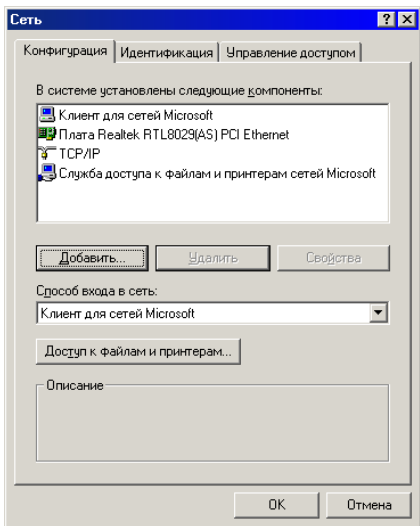 Сеть
Конфигурация Идентификация Управление доступом
В системе установлены следующие компоненты:
Клиент для сетей Microsoft
Плата Realtek RTL8029(AS) PCI Ethernet
TCP/IP
Служба доступа к файлам и принтерам сетей Microsoft
Добавить... Удалить Свойства
Способ входа в сеть:
Клиент для сетей Microsoft
Доступ к файлам и принтерам...
Описание
OK Отмена